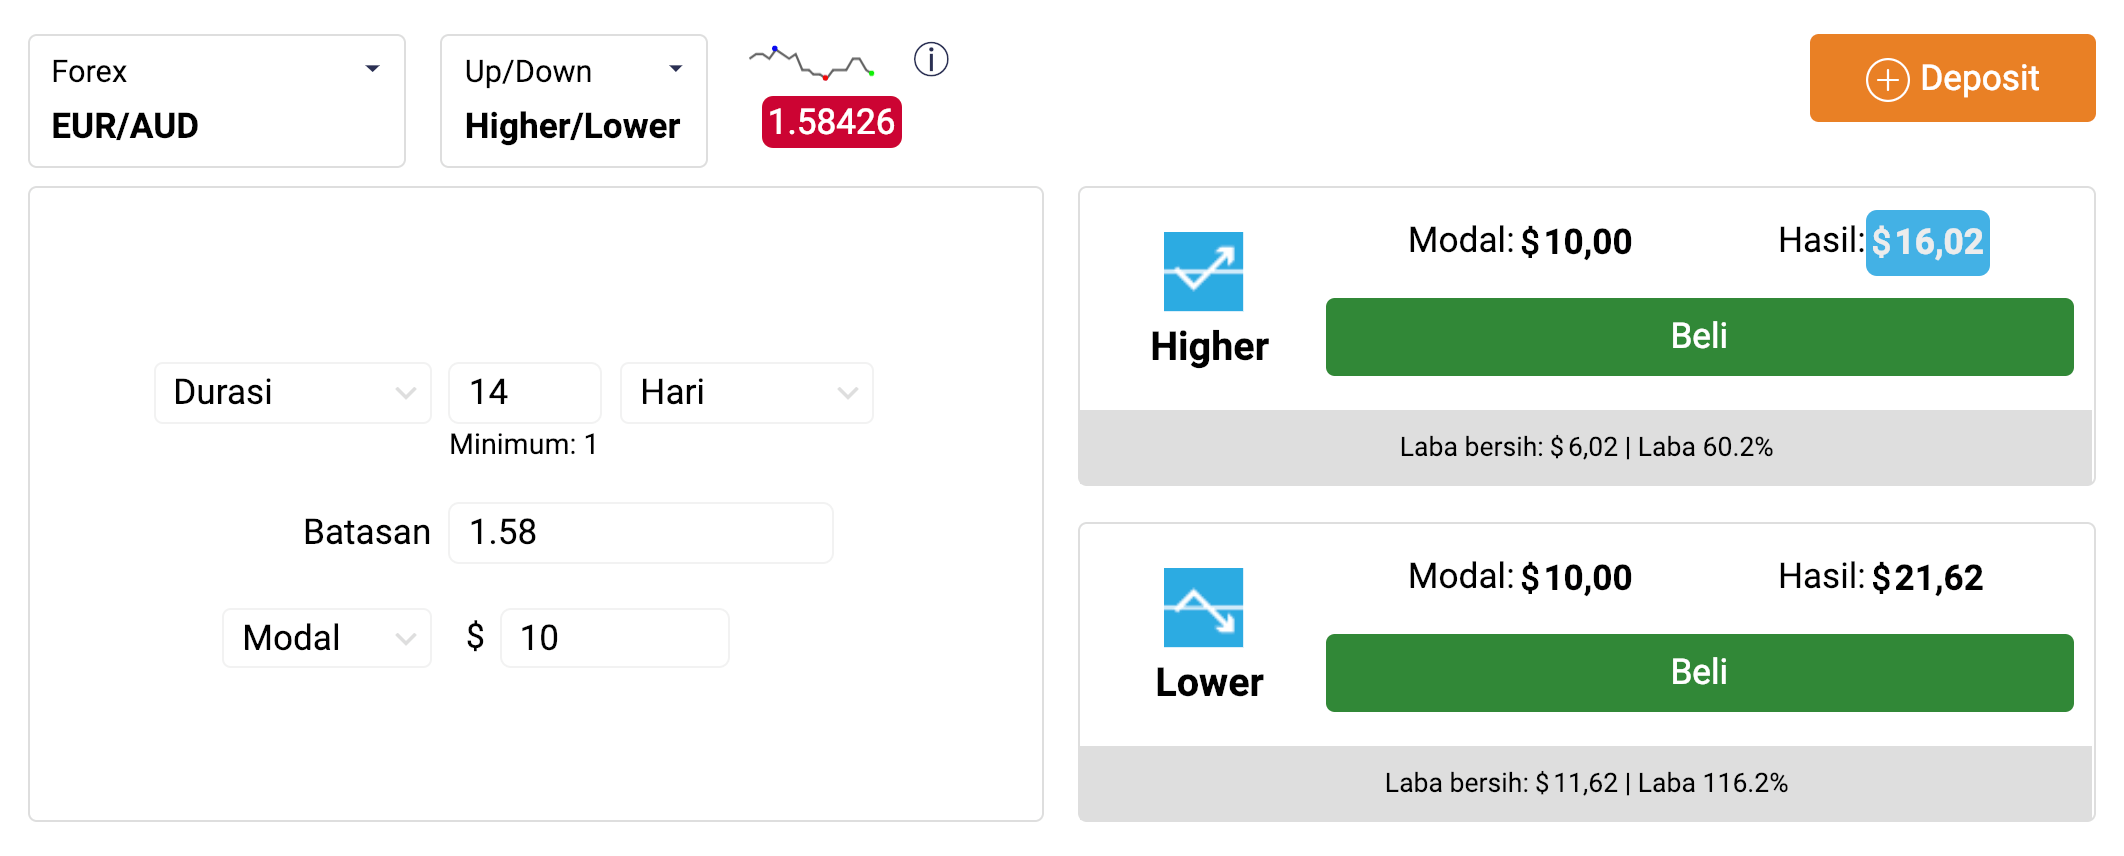 Forex
EUR/AUD
Up/Down
Higher/Lower
1.58426
Deposit
Durasi
14
Hari
Minimum: 1
Batasan
1.58
Modal
$
10
Modal: $ 10,00
Hasil: $ 16,02
Higher
Beli
Laba bersih: $ 6,02 | Laba 60.2%
Modal: $ 10,00
Hasil: $ 21,62
Lower
Beli
Laba bersih: $ 11,62 | Laba 116.2%